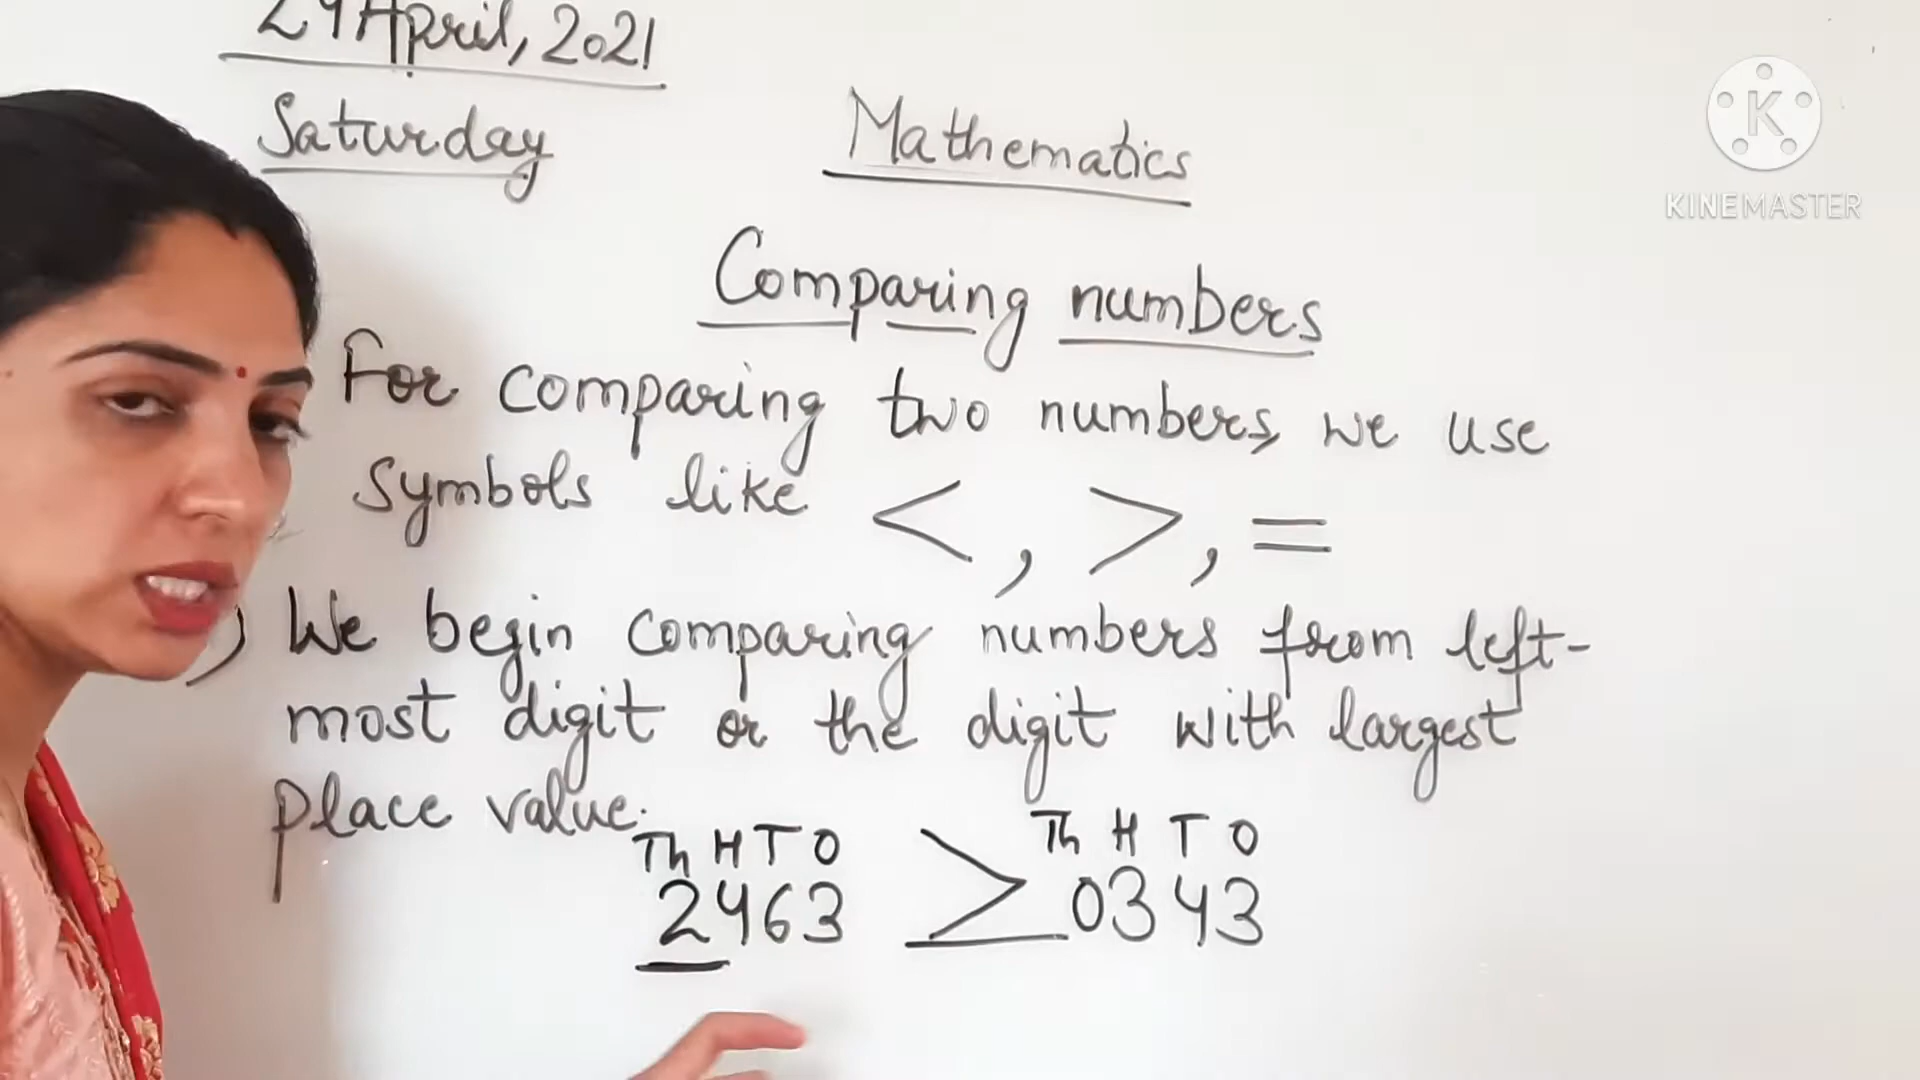 24 April, 2021
Saturday
Mathematics
KINEMASTER
Comparing numbers
For comparing two numbers, we use
symbols like <, >, =
) We begin comparing numbers from left-
most digit or the digit with largest
place value.
Th H T O Th H T O
2463 > 0343